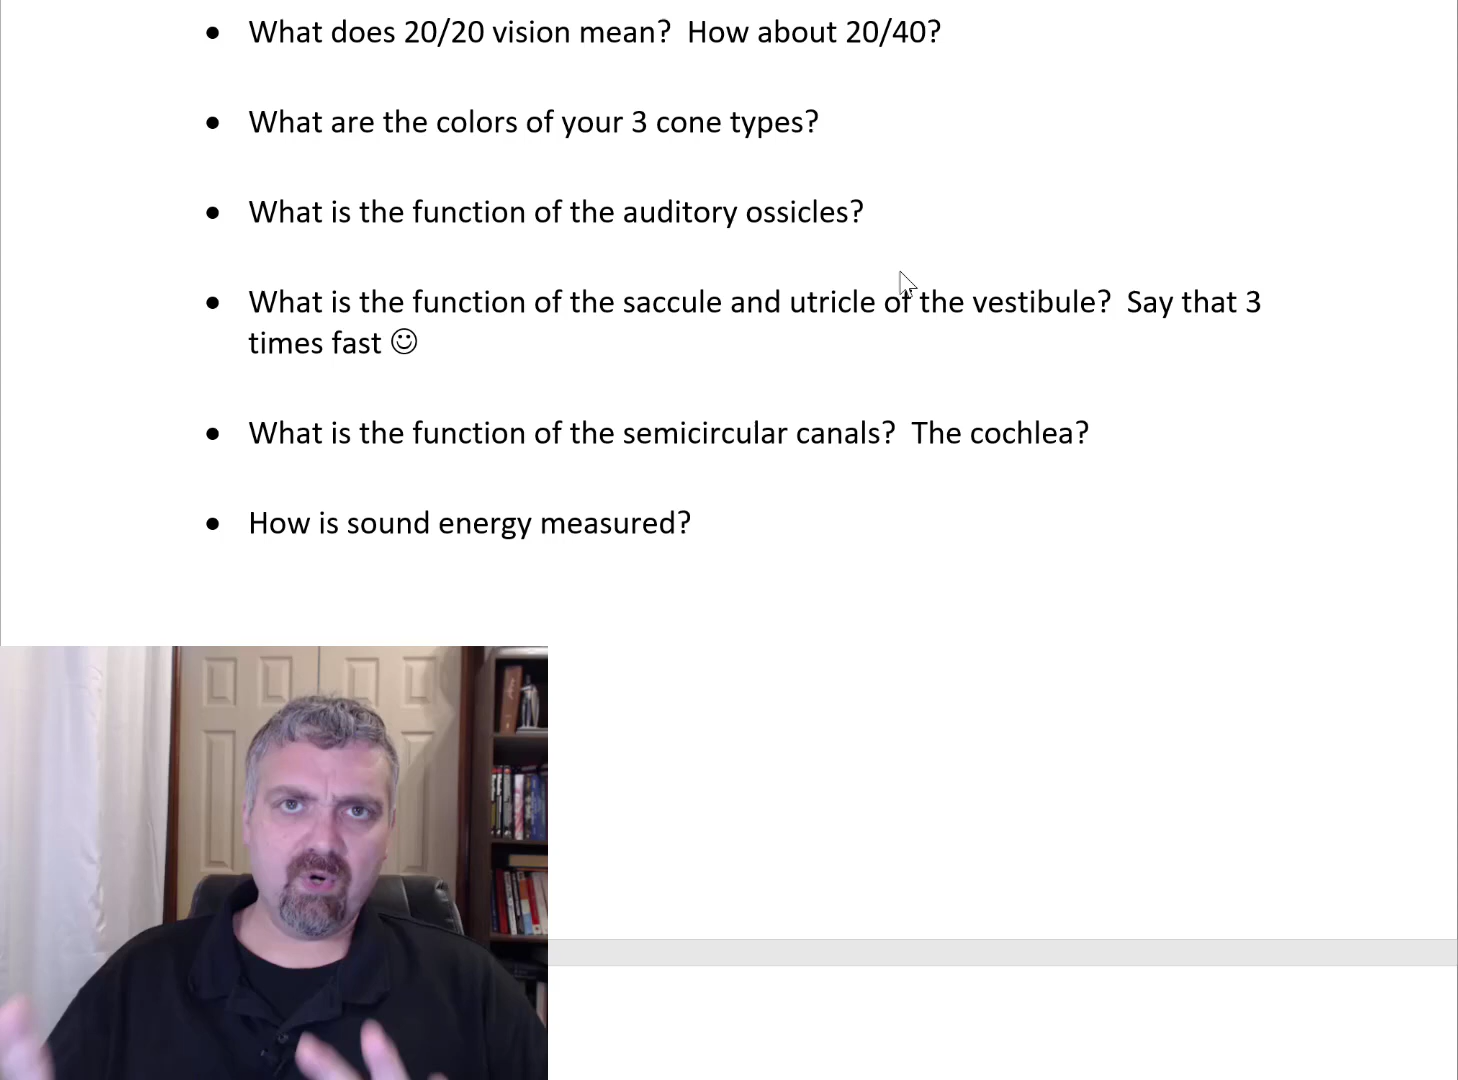 • What does 20/20 vision mean?  How about 20/40?
• What are the colors of your 3 cone types?
• What is the function of the auditory ossicles?
• What is the function of the saccule and utricle of the vestibule?  Say that 3
times fast ☺
• What is the function of the semicircular canals?  The cochlea?
• How is sound energy measured?